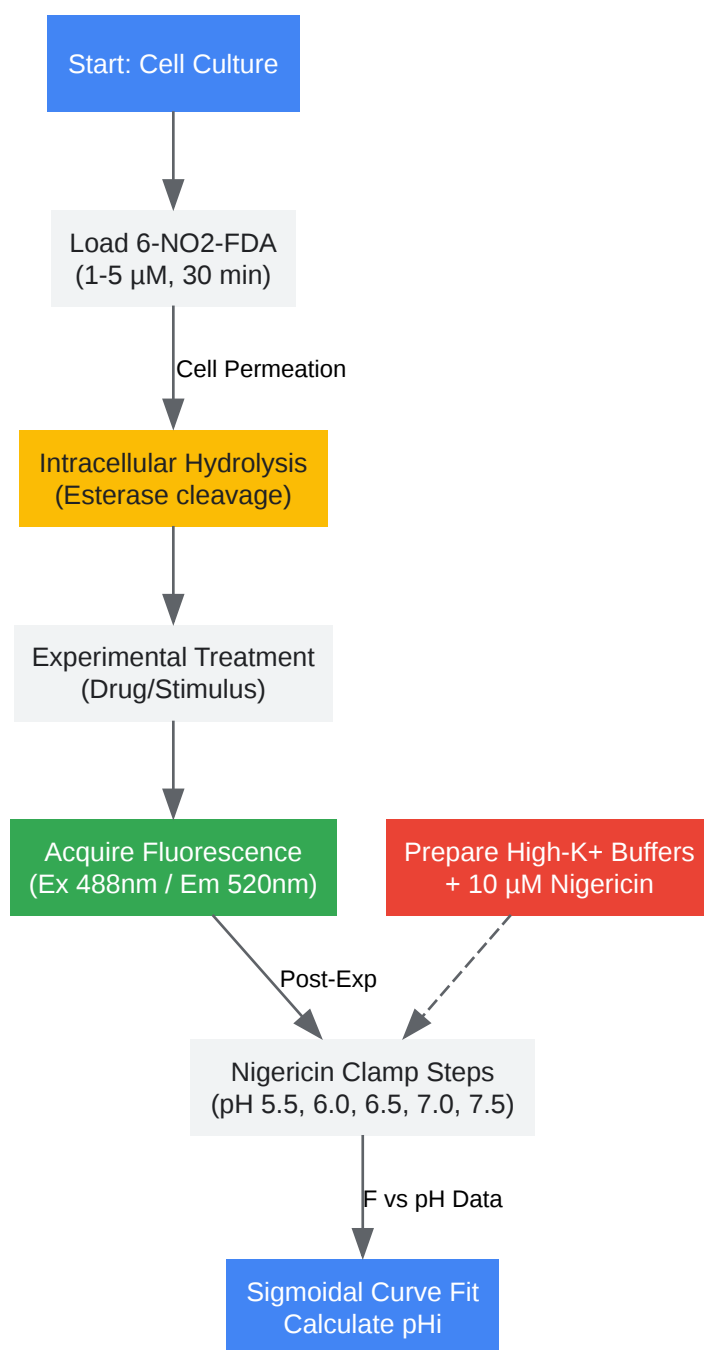 Start: Cell Culture
Load 6-NO2-FDA
(1-5 µM, 30 min)
Cell Permeation
Intracellular Hydrolysis
(Esterase cleavage)
Experimental Treatment
(Drug/Stimulus)
Acquire Fluorescence
(Ex 488nm / Em 520nm)
Prepare High-K+ Buffers
+ 10 µM Nigericin
Post-Exp
Nigericin Clamp Steps
(pH 5.5, 6.0, 6.5, 7.0, 7.5)
F vs pH Data
Sigmoidal Curve Fit
Calculate pHi